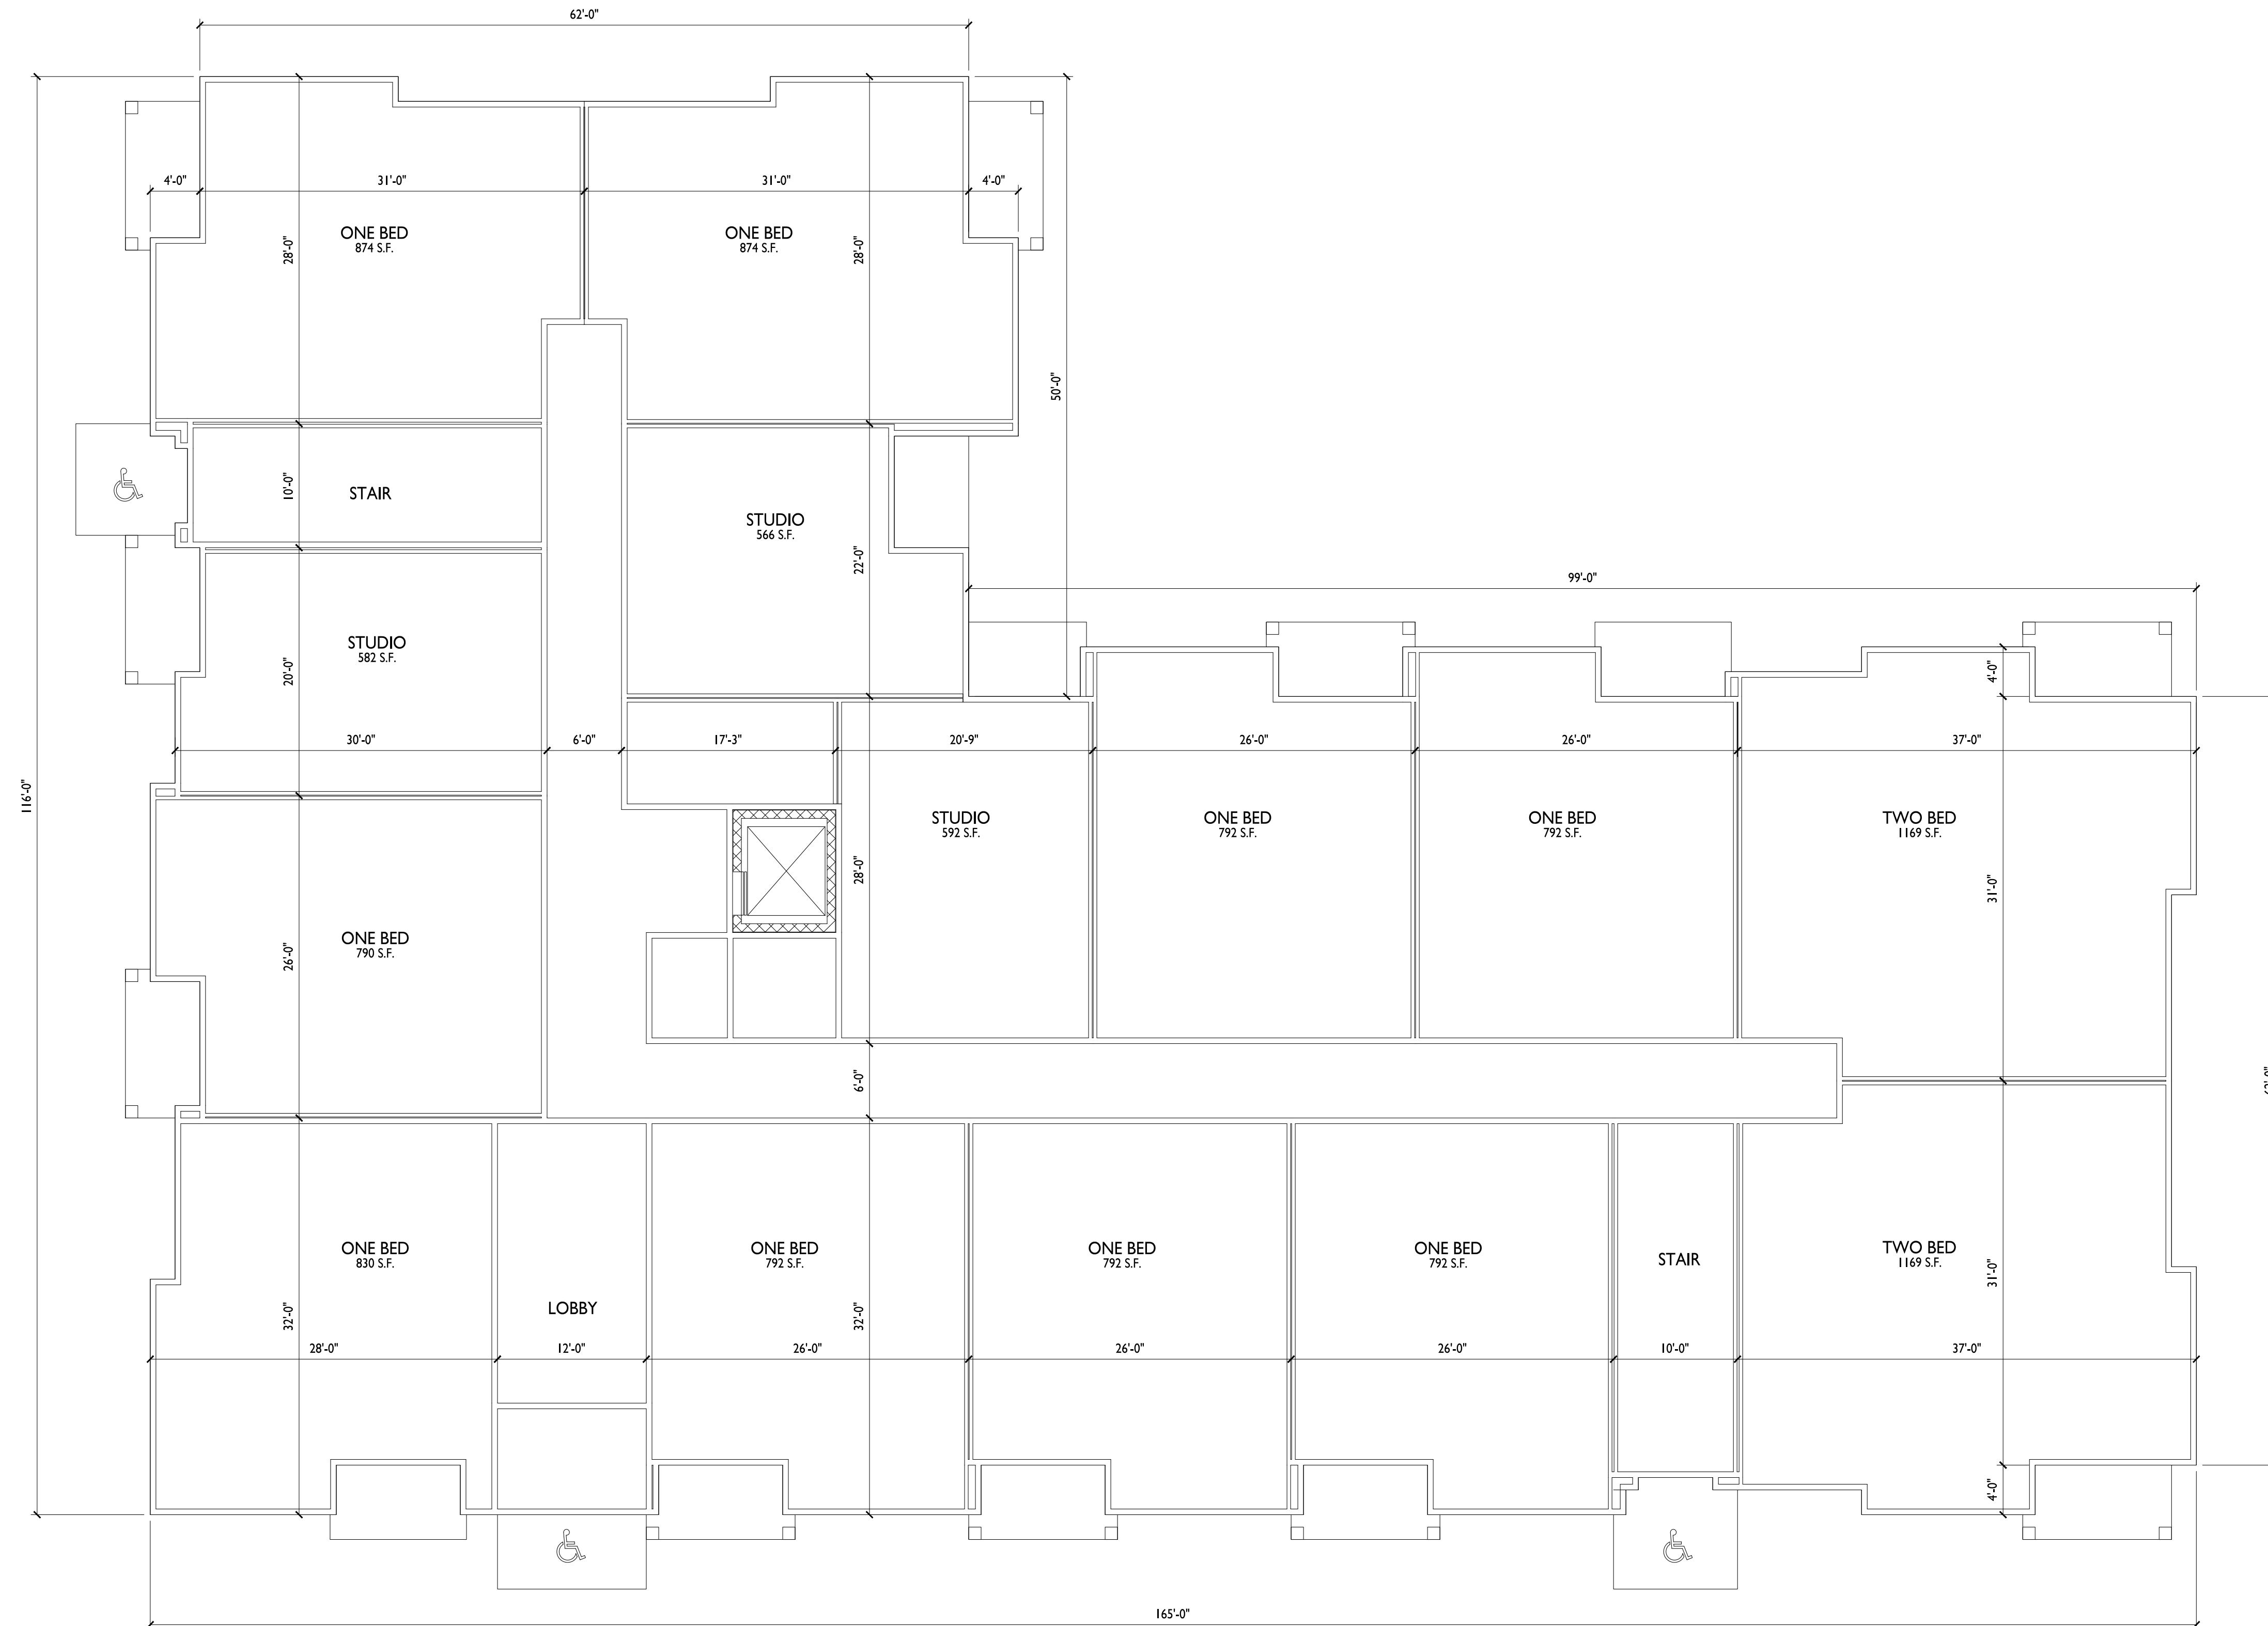 62'-0"
4'-0"
31'-0"
31'-0"
4'-0"
ONE BED
874 S.F.
28'-0"
ONE BED
874 S.F.
28'-0"
50'-0"
10'-0"
STAIR
STUDIO
566 S.F.
22'-0"
99'-0"
STUDIO
582 S.F.
20'-0"
4'-0"
30'-0"
6'-0"
17'-3"
20'-9"
26'-0"
26'-0"
37'-0"
116'-0"
STUDIO
592 S.F.
ONE BED
792 S.F.
ONE BED
792 S.F.
TWO BED
1169 S.F.
28'-0"
31'-0"
ONE BED
790 S.F.
26'-0"
6'-0"
ONE BED
830 S.F.
ONE BED
792 S.F.
ONE BED
792 S.F.
ONE BED
792 S.F.
STAIR
TWO BED
1169 S.F.
31'-0"
LOBBY
32'-0"
32'-0"
28'-0"
12'-0"
26'-0"
26'-0"
26'-0"
10'-0"
37'-0"
4'-0"
165'-0"